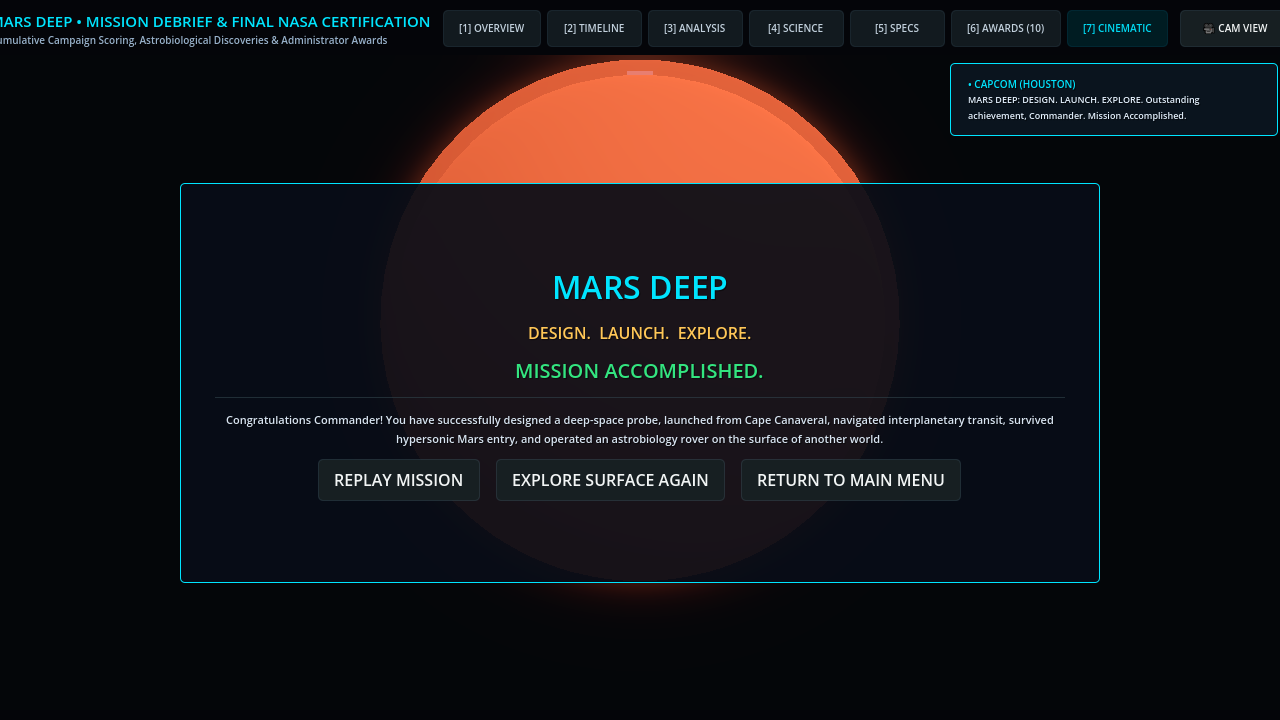 MARS DEEP • MISSION DEBRIEF & FINAL NASA CERTIFICATION
umulative Campaign Scoring, Astrobiological Discoveries & Administrator Awards
[1] OVERVIEW
[2] TIMELINE
[3] ANALYSIS
[4] SCIENCE
[5] SPECS
[6] AWARDS (10)
[7] CINEMATIC
CAM VIEW
• CAPCOM (HOUSTON)
MARS DEEP: DESIGN. LAUNCH. EXPLORE. Outstanding
achievement, Commander. Mission Accomplished.
MARS DEEP
DESIGN. LAUNCH. EXPLORE.
MISSION ACCOMPLISHED.
Congratulations Commander! You have successfully designed a deep-space probe, launched from Cape Canaveral, navigated interplanetary transit, survived
hypersonic Mars entry, and operated an astrobiology rover on the surface of another world.
REPLAY MISSION
EXPLORE SURFACE AGAIN
RETURN TO MAIN MENU